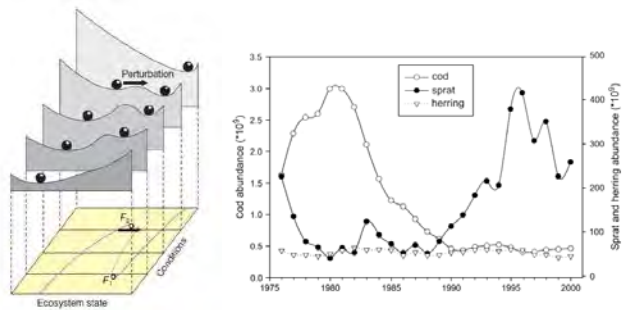 Perturbation
F₂
F₁
Conditions
Ecosystem state
3.5
3.0
2.5
2.0
1.5
1.0
0.5
0.0
Cod abundance (*10⁹)
cod
sprat
herring
500
400
300
200
100
0
Sprat and herring abundance (*10⁹)
1975
1980
1985
1990
1995
2000